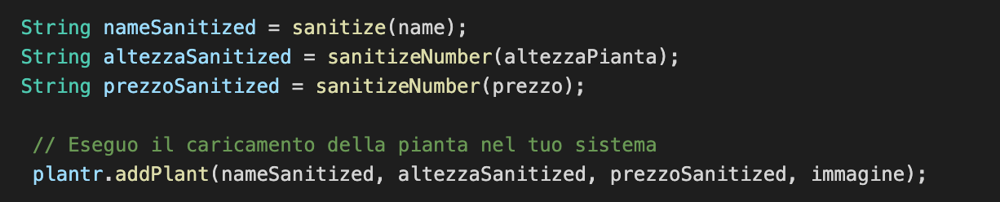 String nameSanitized = sanitize(name);
String altezzaSanitized = sanitizeNumber(altezzaPianta);
String prezzoSanitized = sanitizeNumber(prezzo);
// Eseguo il caricamento della pianta nel tuo sistema
plantr.addPlant(nameSanitized, altezzaSanitized, prezzoSanitized, immagine);